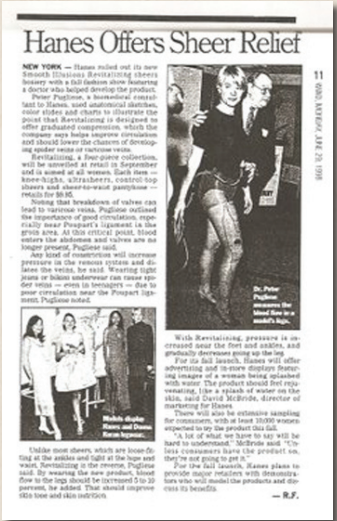 Hanes Offers Sheer Relief
NEW YORK — Hanes rolled out its new
Smooth Illusions Revitalizing sheers
hosiery with a full fashion show featuring
a doctor who helped develop the product.
Peter Pugliese, a biomedical consul-
tant to Hanes, used anatomical sketches,
color slides and charts to illustrate the
point that Revitalizing is designed to
offer graduated compression, which the
company says helps improve circulation
and should lower the chances of develop-
ing spider veins or varicose veins.
Revitalizing, a four-piece collection,
will be unveiled at retail in September
and is aimed at all women. Each item —
knee-highs, ultrasheers, control-top
sheers and sheer-to-waist pantyhose —
retails for $9.95.
Noting that breakdown of valves can
lead to varicose veins, Pugliese outlined
the importance of good circulation, espe-
cially near Poupart's ligament in the
groin area. At this critical point, blood
enters the abdomen and valves are no
longer present, Pugliese said.
Any kind of constriction will increase
pressure in the venous system and di-
lates the veins, he said. Wearing tight
jeans or bikini underwear can cause spi-
der veins — even in teenagers — due to
poor circulation near the Poupart liga-
ment, Pugliese noted.
Models display
Hanes and Donna
Karan legwear.
Unlike most sheers, which are loose-fit-
ting at the ankles and tight at the hips and
waist, Revitalizing is the reverse, Pugliese
said. By wearing the new product, blood
flow to the legs should be increased 5 to 10
percent, he added. That should improve
skin tone and skin nutrition.
Dr. Peter
Pugliese
measures the
blood flow in a
model's legs.
With Revitalizing, pressure is in-
creased near the feet and ankles, and
gradually decreases going up the leg.
For its fall launch, Hanes will offer
advertising and in-store displays featur-
ing images of a woman being splashed
with water. The product should feel reju-
venating, like a splash of water on the
skin, said David McBride, director of
marketing for Hanes.
There will also be extensive sampling
for consumers, with at least 10,000 women
expected to try the product this fall.
"A lot of what we have to say will be
hard to understand," McBride said. "Un-
less consumers have the product on,
they're not going to get it."
For the fall launch, Hanes plans to
provide major retailers with demonstra-
tors who will model the products and dis-
cuss its benefits.
— R.F.
11
WWD, MONDAY, JUNE 29, 1998